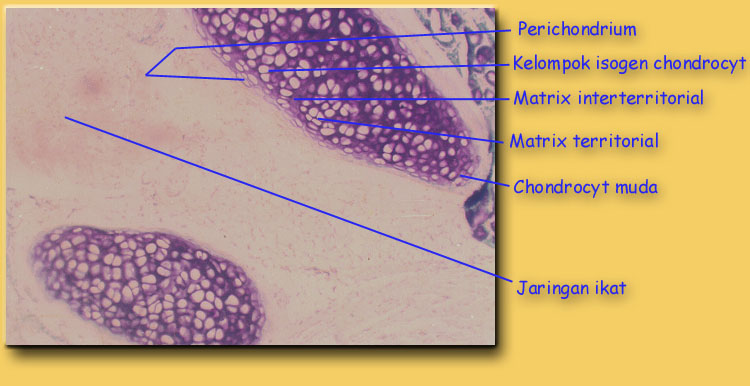 Perichondrium
Kelompok isogen chondrocyt
Matrix interterritorial
Matrix territorial
Chondrocyt muda
Jaringan ikat